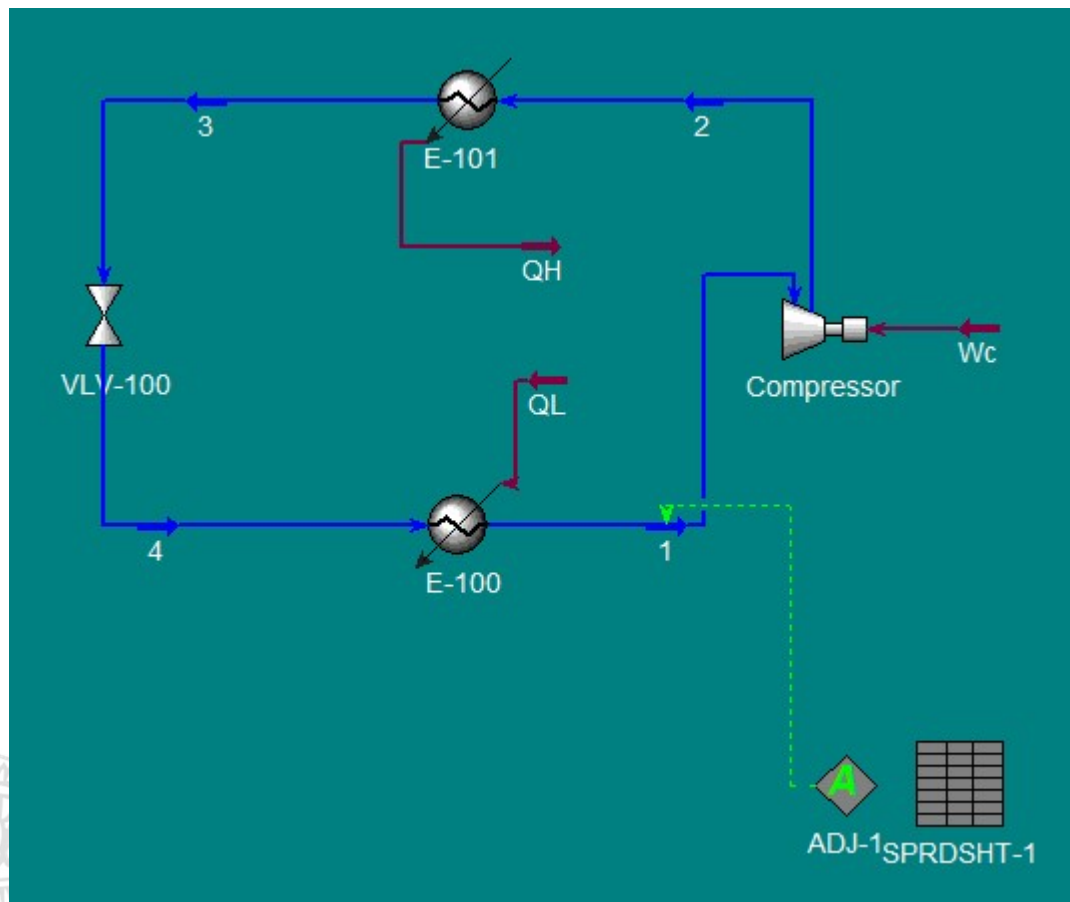 3
2
E-101
QH
Wc
VLV-100
QL
Compressor
4
1
E-100
A
ADJ-1
SPRDSHT-1